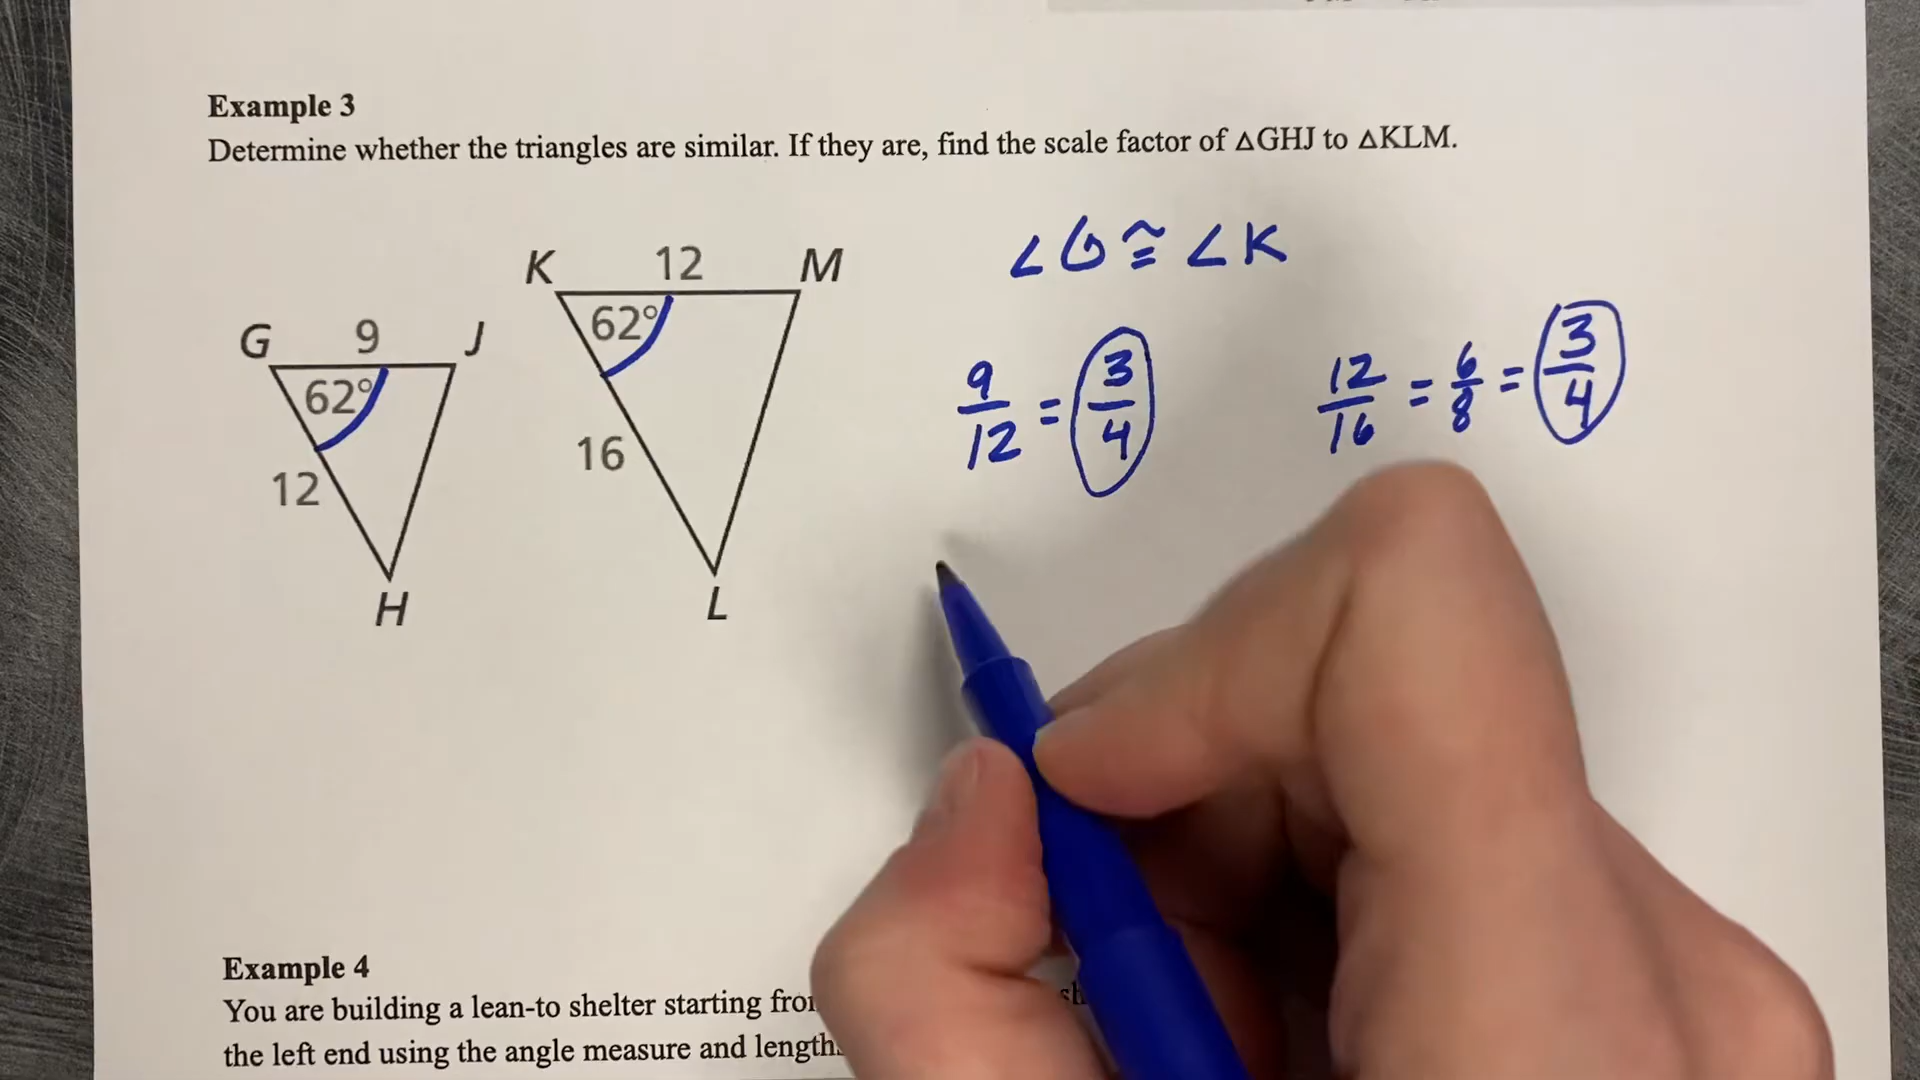 Example 3
Determine whether the triangles are similar. If they are, find the scale factor of △GHJ to △KLM.
∠G ≅ ∠K
K 12 M
62°
G 9 J
62°
16
12
H
L
9/12 = 3/4
12/16 = 6/8 = 3/4
Example 4
You are building a lean-to shelter starting
the left end using the angle measure and